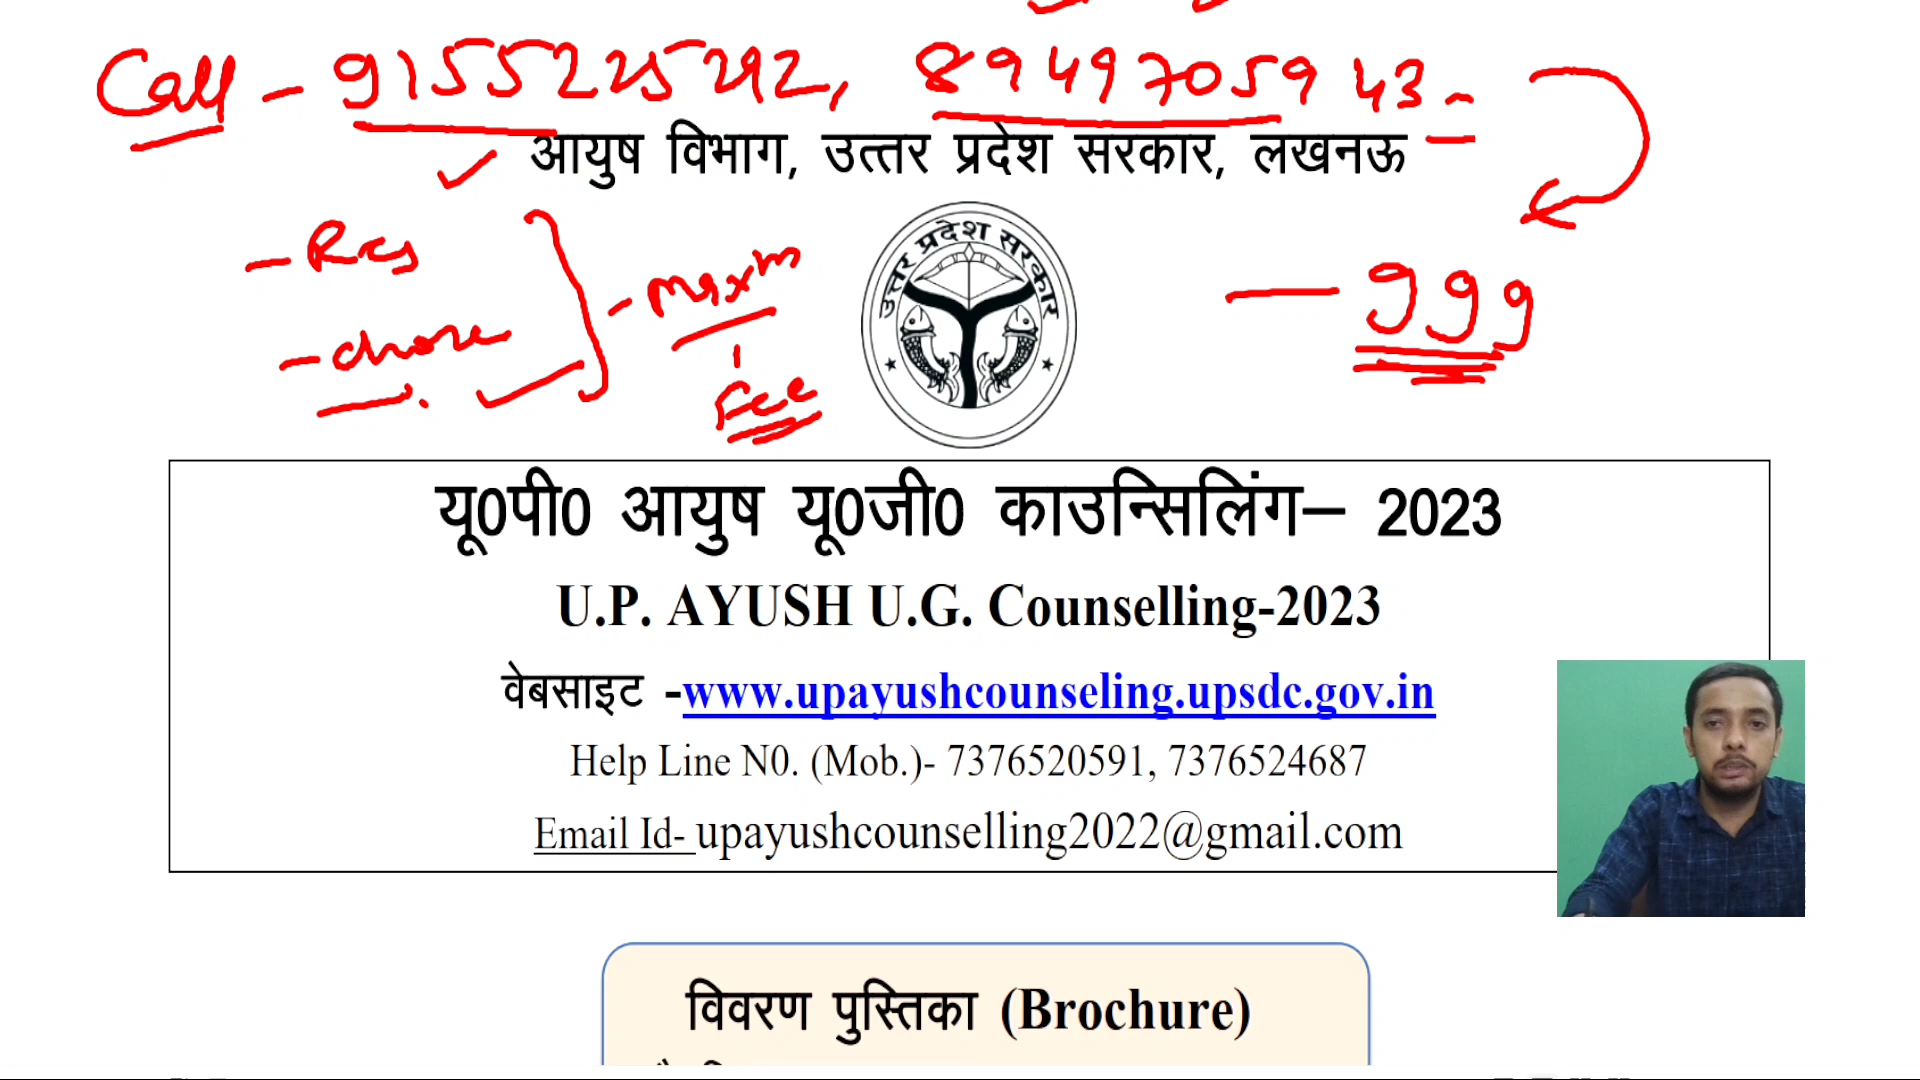 Call - 9155225292, 8949705943 -
आयुष विभाग, उत्तर प्रदेश सरकार, लखनऊ
उत्तर प्रदेश सरकार
- Reg
- choice
- maxm
Fee
- 999
यू0पी0 आयुष यू0जी0 काउन्सिलिंग– 2023
U.P. AYUSH U.G. Counselling-2023
वेबसाइट -www.upayushcounseling.upsdc.gov.in
Help Line N0. (Mob.)- 7376520591, 7376524687
Email Id- upayushcounselling2022@gmail.com
विवरण पुस्तिका (Brochure)